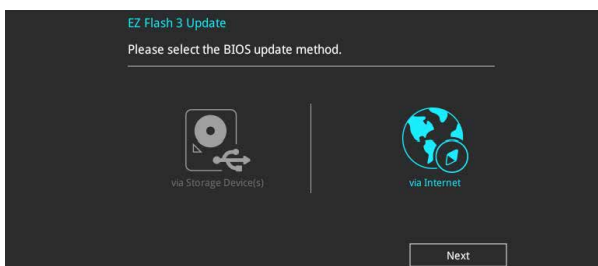 EZ Flash 3 Update
Please select the BIOS update method.
via Storage Device(s)
via Internet
Next